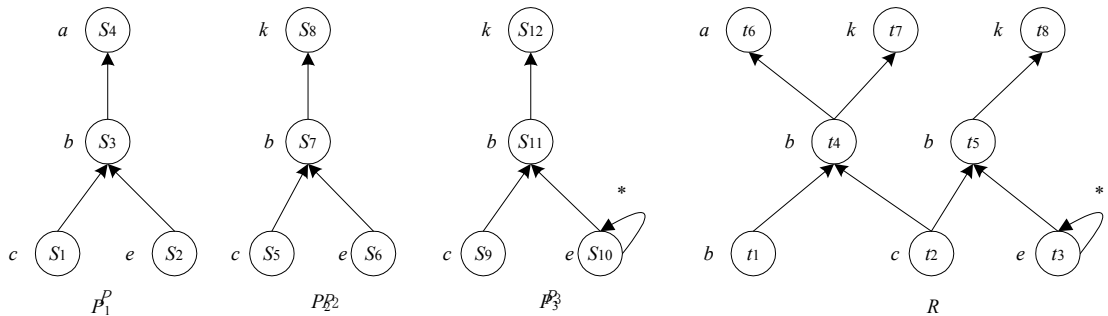 a S4 k S8 k S12 a t6 k t7 k t8
b S3 b S7 b S11 b t4 b t5
* *
c S1 e S2 c S5 e S6 c S9 e S10 b t1 c t2 e t3
P1 P2 P3 R